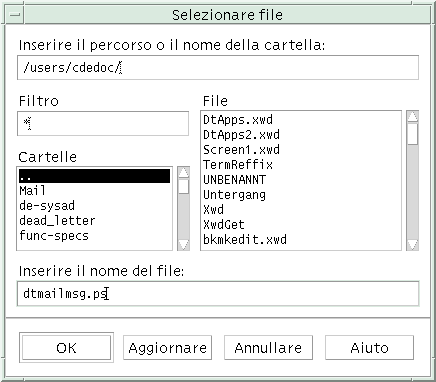 Selezionare file
Inserire il percorso o il nome della cartella:
/users/cdedoc/
Filtro
*
File
DtApps.xwd
DtApps2.xwd
Screen1.xwd
TermReffix
UNBENANNT
Untergang
Xwd
XwdGet
bkmkedit.xwd
Cartelle
..
Mail
de-sysad
dead_letter
func-specs
Inserire il nome del file:
dtmailmsg.ps
OK
Aggiornare
Annullare
Aiuto